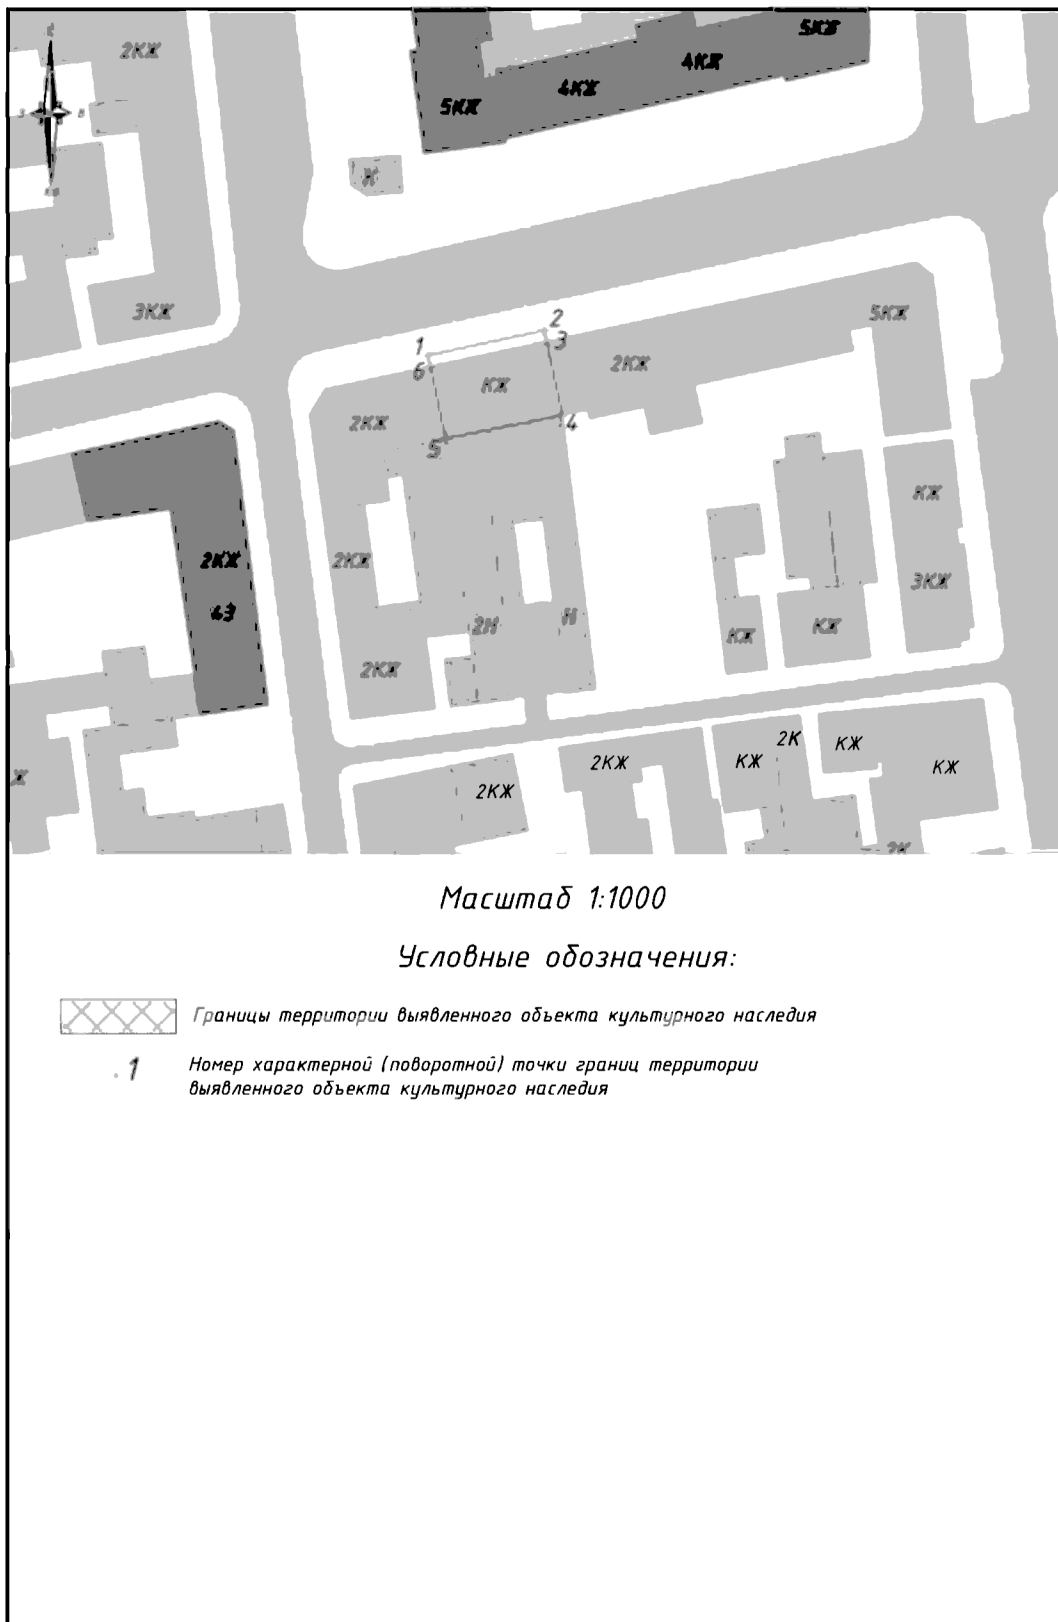 2КЖ
5КЖ
4КЖ
4КЖ
5КЖ
Н
3КЖ
5КЖ
2
1
3
6
2КЖ
КЖ
2КЖ
4
5
КЖ
2КЖ
2КЖ
3КЖ
43
2Н
Н
КЖ
КЖ
2КЖ
2К
КЖ
2КЖ
КЖ
КЖ
Ж
2КЖ
Масштаб 1:1000
Условные обозначения:
Границы территории выявленного объекта культурного наследия
1
Номер характерной (поворотной) точки границ территории
выявленного объекта культурного наследия